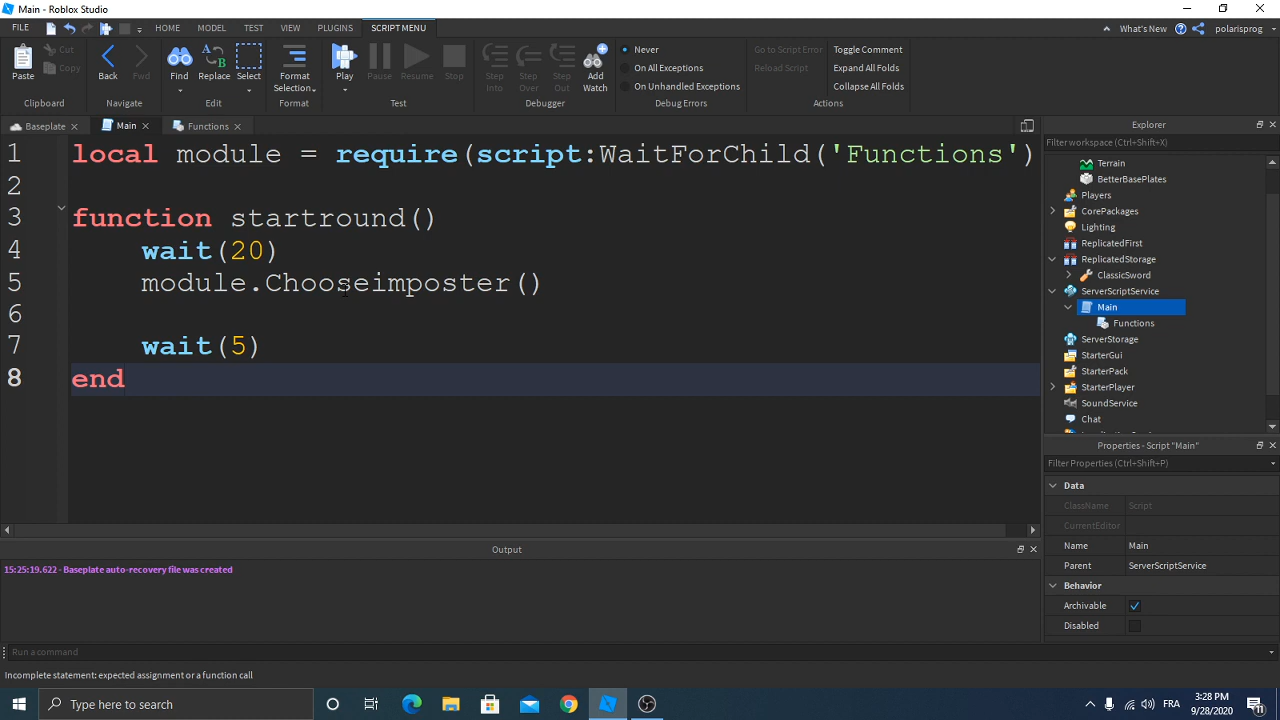 Main - Roblox Studio
FILE HOME MODEL TEST VIEW PLUGINS SCRIPT MENU What's New polarisprog
Paste Cut Copy Back Fwd Find Replace Select Format Selection Play Pause Resume Stop Step Into Step Over Step Out Add Watch Never On All Exceptions On Unhandled Exceptions Go to Script Error Reload Script Toggle Comment Expand All Folds Collapse All Folds
Clipboard Navigate Edit Format Test Debugger Debug Errors Actions
Baseplate Main Functions
1 local module = require(script:WaitForChild('Functions')
2
3 function startround()
4 wait(20)
5 module.Chooseimposter()
6
7 wait(5)
8 end
Output
15:25:19.622 - Baseplate auto-recovery file was created
Run a command
Incomplete statement: expected assignment or a function call
Explorer
Filter workspace (Ctrl+Shift+X)
Terrain
BetterBasePlates
Players
CorePackages
Lighting
ReplicatedFirst
ReplicatedStorage
ClassicSword
ServerScriptService
Main
Functions
ServerStorage
StarterGui
StarterPack
StarterPlayer
SoundService
Chat
Properties - Script "Main"
Filter Properties (Ctrl+Shift+P)
Data
ClassName Script
CurrentEditor
Name Main
Parent ServerScriptService
Behavior
Archivable
Disabled
Type here to search
FRA
3:28 PM
9/28/2020
11